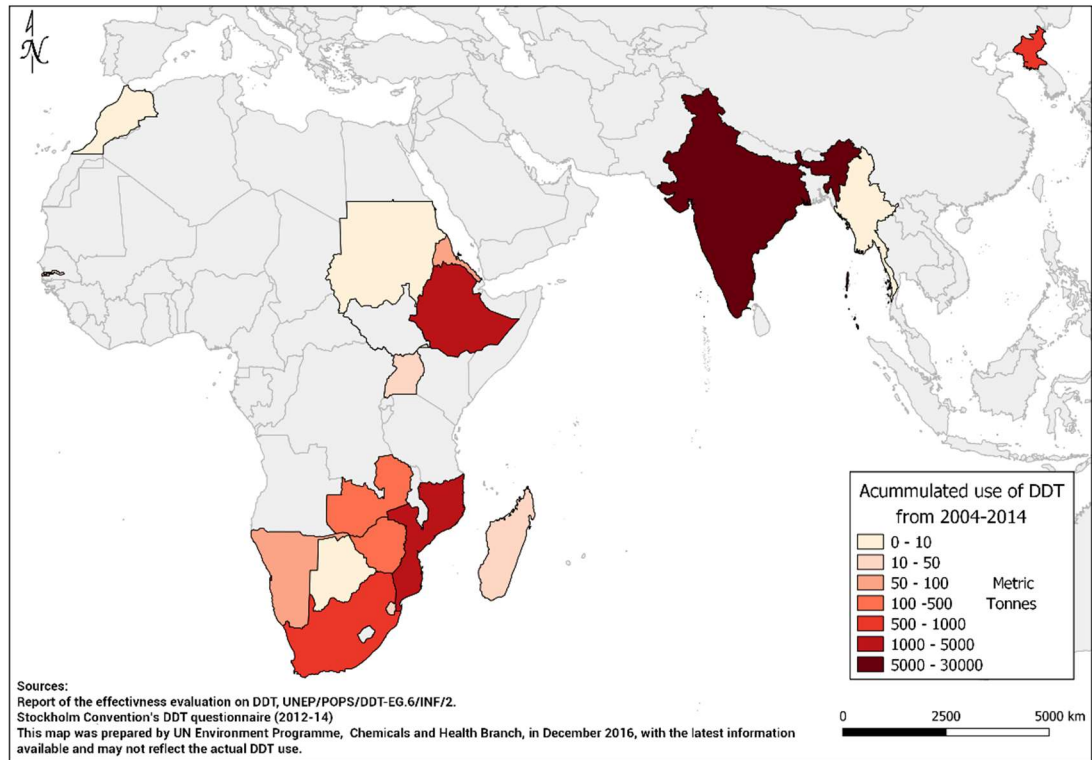 N
Acummulated use of DDT
from 2004-2014
0 - 10
10 - 50
50 - 100
100 -500
500 - 1000
1000 - 5000
5000 - 30000
Metric
Tonnes
Sources:
Report of the effectivness evaluation on DDT, UNEP/POPS/DDT-EG.6/INF/2.
Stockholm Convention's DDT questionnaire (2012-14)
This map was prepared by UN Environment Programme, Chemicals and Health Branch, in December 2016, with the latest information
available and may not reflect the actual DDT use.
0 2500 5000 km